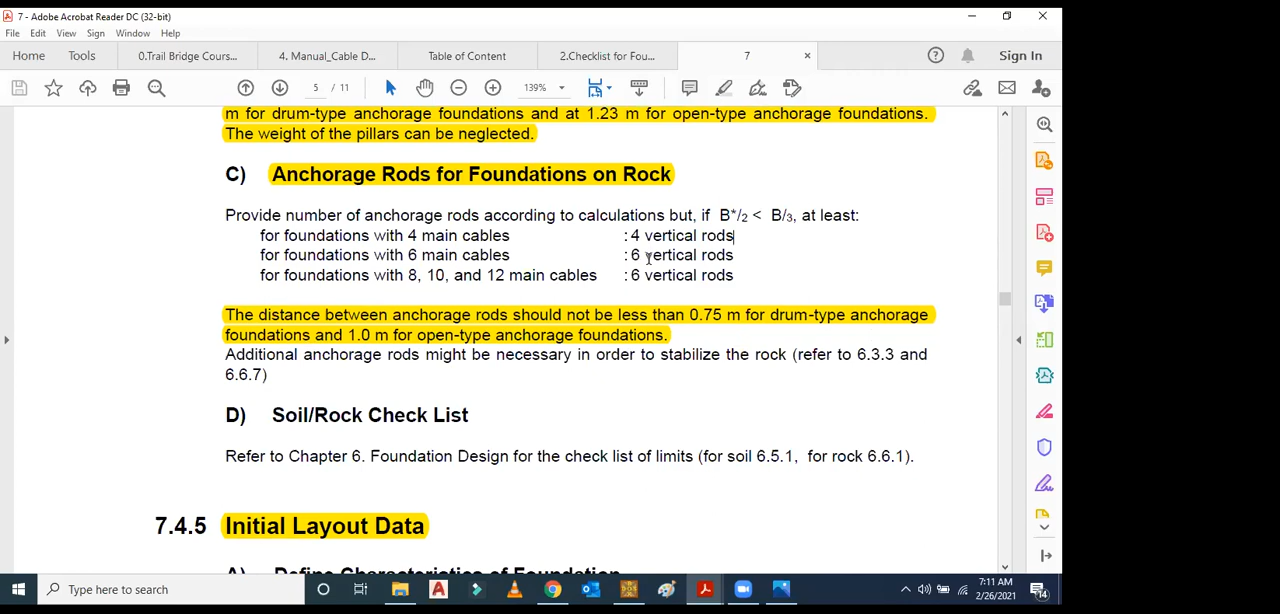 7 - Adobe Acrobat Reader DC (32-bit)
File Edit View Sign Window Help
Home Tools 0.Trail Bridge Cours... 4. Manual_Cable D... Table of Content 2.Checklist for Fou... 7 × Sign In
5 / 11 139%
m for drum-type anchorage foundations and at 1.23 m for open-type anchorage foundations.
The weight of the pillars can be neglected.
C) Anchorage Rods for Foundations on Rock
Provide number of anchorage rods according to calculations but, if B*/2 < B/3, at least:
for foundations with 4 main cables : 4 vertical rods
for foundations with 6 main cables : 6 vertical rods
for foundations with 8, 10, and 12 main cables : 6 vertical rods
The distance between anchorage rods should not be less than 0.75 m for drum-type anchorage
foundations and 1.0 m for open-type anchorage foundations.
Additional anchorage rods might be necessary in order to stabilize the rock (refer to 6.3.3 and
6.6.7)
D) Soil/Rock Check List
Refer to Chapter 6. Foundation Design for the check list of limits (for soil 6.5.1, for rock 6.6.1).
7.4.5 Initial Layout Data
A) Define Characteristics of Foundation
Type here to search
7:11 AM
2/26/2021
14